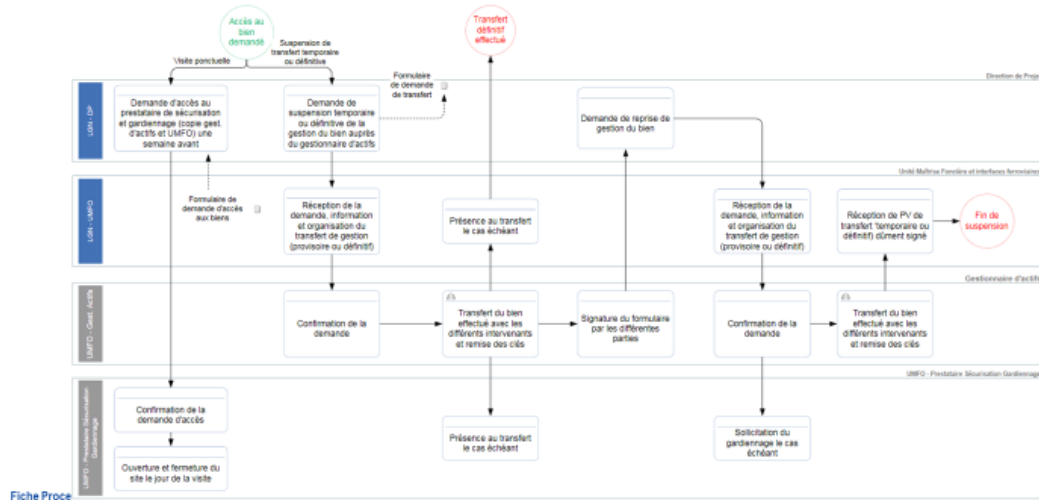 Accès au
bien
demandé
Transfert
définitif
effectué
Visite ponctuelle
Suspension de
transfert temporaire
ou définitive
Formulaire
de demande
de transfert
Direction de Proje
LGN - DP
Demande d'accès au
prestataire de sécurisation
et gardiennage (copie gest.
d'actifs et UMFO) une
semaine avant
Demande de
suspension temporaire
ou définitive de la
gestion du bien auprès
du gestionnaire d'actifs
Demande de reprise de
gestion du bien
Unité Maîtrise Foncière et interfaces ferroviaires
LGN - UMFO
Formulaire de
demande d'accès
aux biens
Réception de la
demande, information
et organisation du
transfert de gestion
(provisoire ou définitif)
Présence au transfert
le cas échéant
Réception de la
demande, information
et organisation du
transfert de gestion
(provisoire ou définitif)
Réception de PV de
transfert 'temporaire ou
définitif) dûment signé
Fin de
suspension
Gestionnaire d'actifs
UMFO - Gest. Actifs
Confirmation de la
demande
Transfert du bien
effectué avec les
différents intervenants
et remise des clés
Signature du formulaire
par les différentes
parties
Confirmation de la
demande
Transfert du bien
effectué avec les
différents intervenants
et remise des clés
UMFO - Prestataire Sécurisation Gardiennage
UMFO - Prestataire Sécurisation
Gardiennage
Confirmation de la
demande d'accès
Présence au transfert
le cas échéant
Sollicitation du
gardiennage le cas
échéant
Ouverture et fermeture du
site le jour de la visite
Fiche Proce